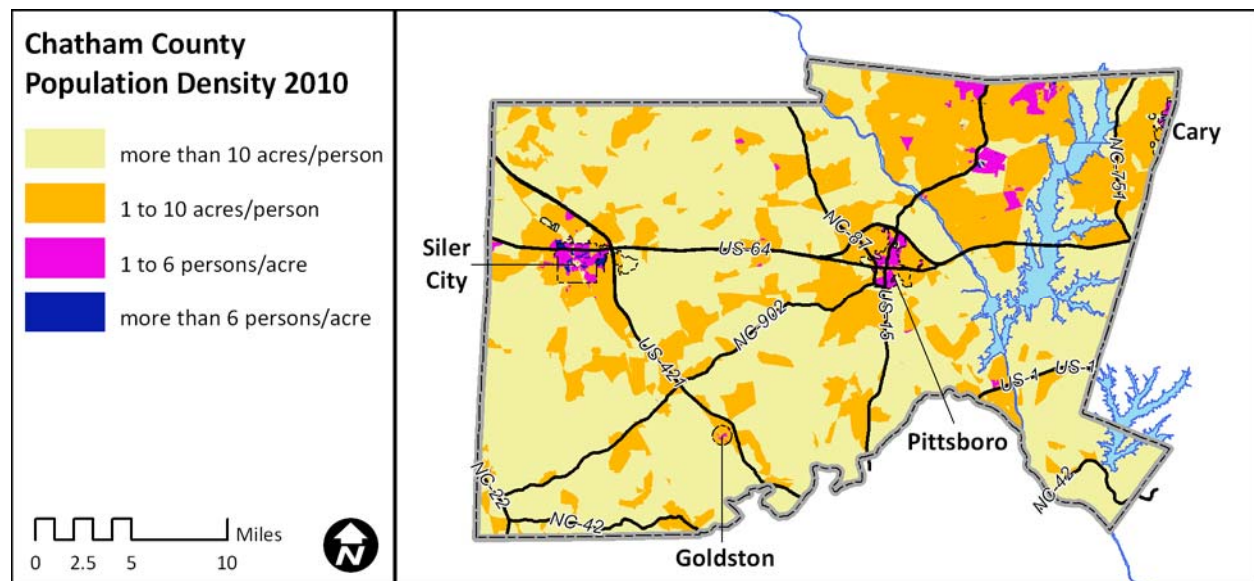 Chatham County
Population Density 2010
more than 10 acres/person
1 to 10 acres/person
1 to 6 persons/acre
more than 6 persons/acre
0 2.5 5 10
Miles
N
Cary
NC-751
NC-87
Siler
City
US-64
US-15
NC-902
US-421
US-1
US-1
Pittsboro
NC-22
NC-42
NC-42
Goldston